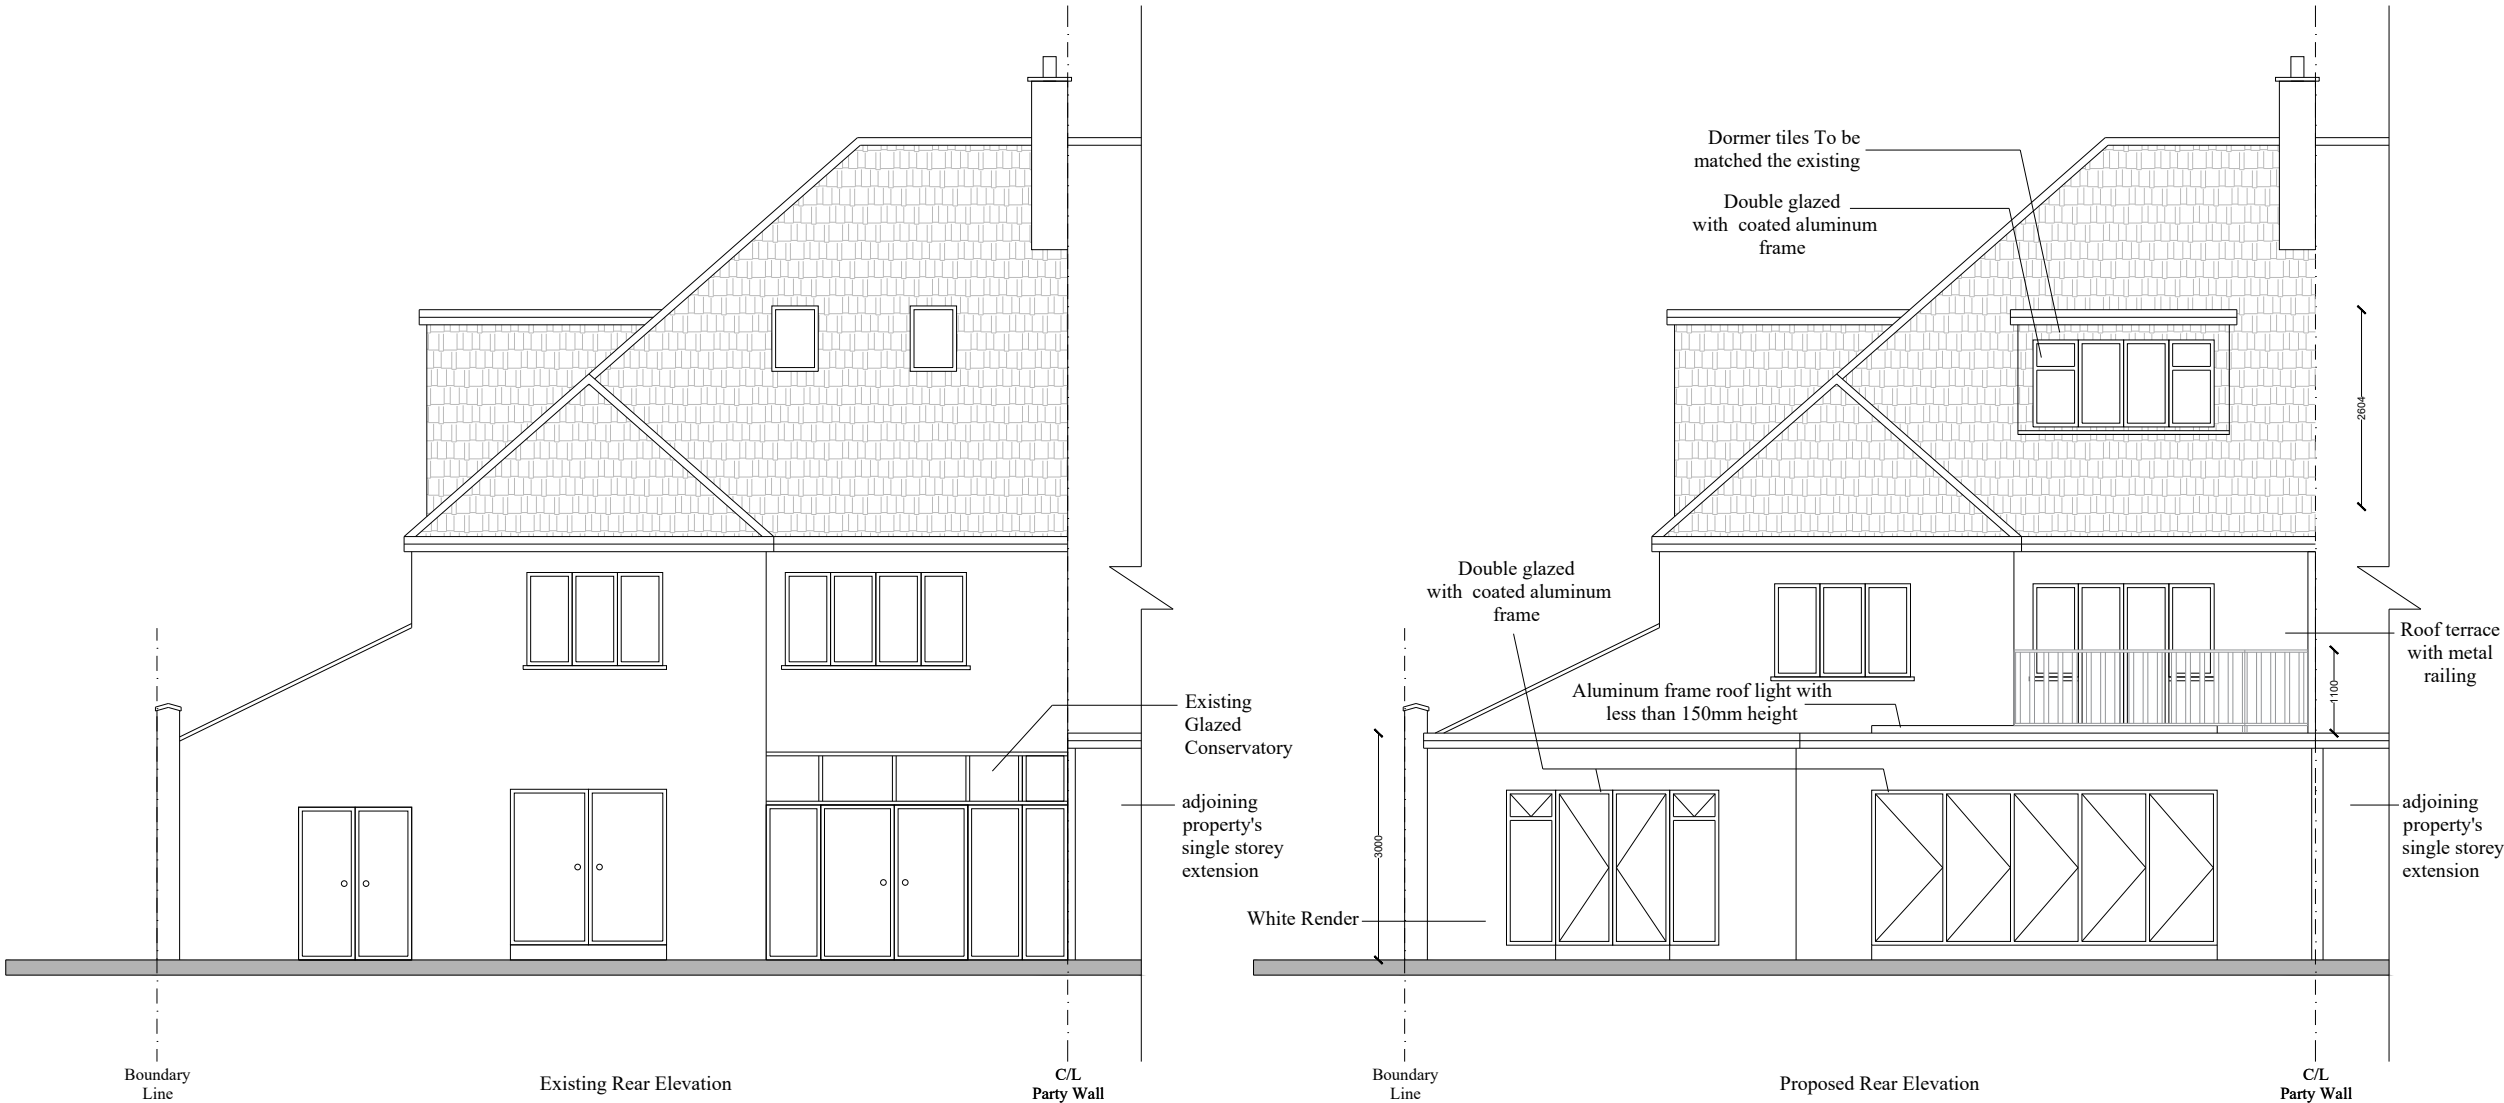 Existing
Glazed
Conservatory
adjoining
property's
single storey
extension
Boundary
Line
Existing Rear Elevation
C/L
Party Wall
Dormer tiles To be
matched the existing
Double glazed
with coated aluminum
frame
2604
Double glazed
with coated aluminum
frame
Roof terrace
with metal
railing
Aluminum frame roof light with
less than 150mm height
1100
3000
adjoining
property's
single storey
extension
White Render
Boundary
Line
Proposed Rear Elevation
C/L
Party Wall